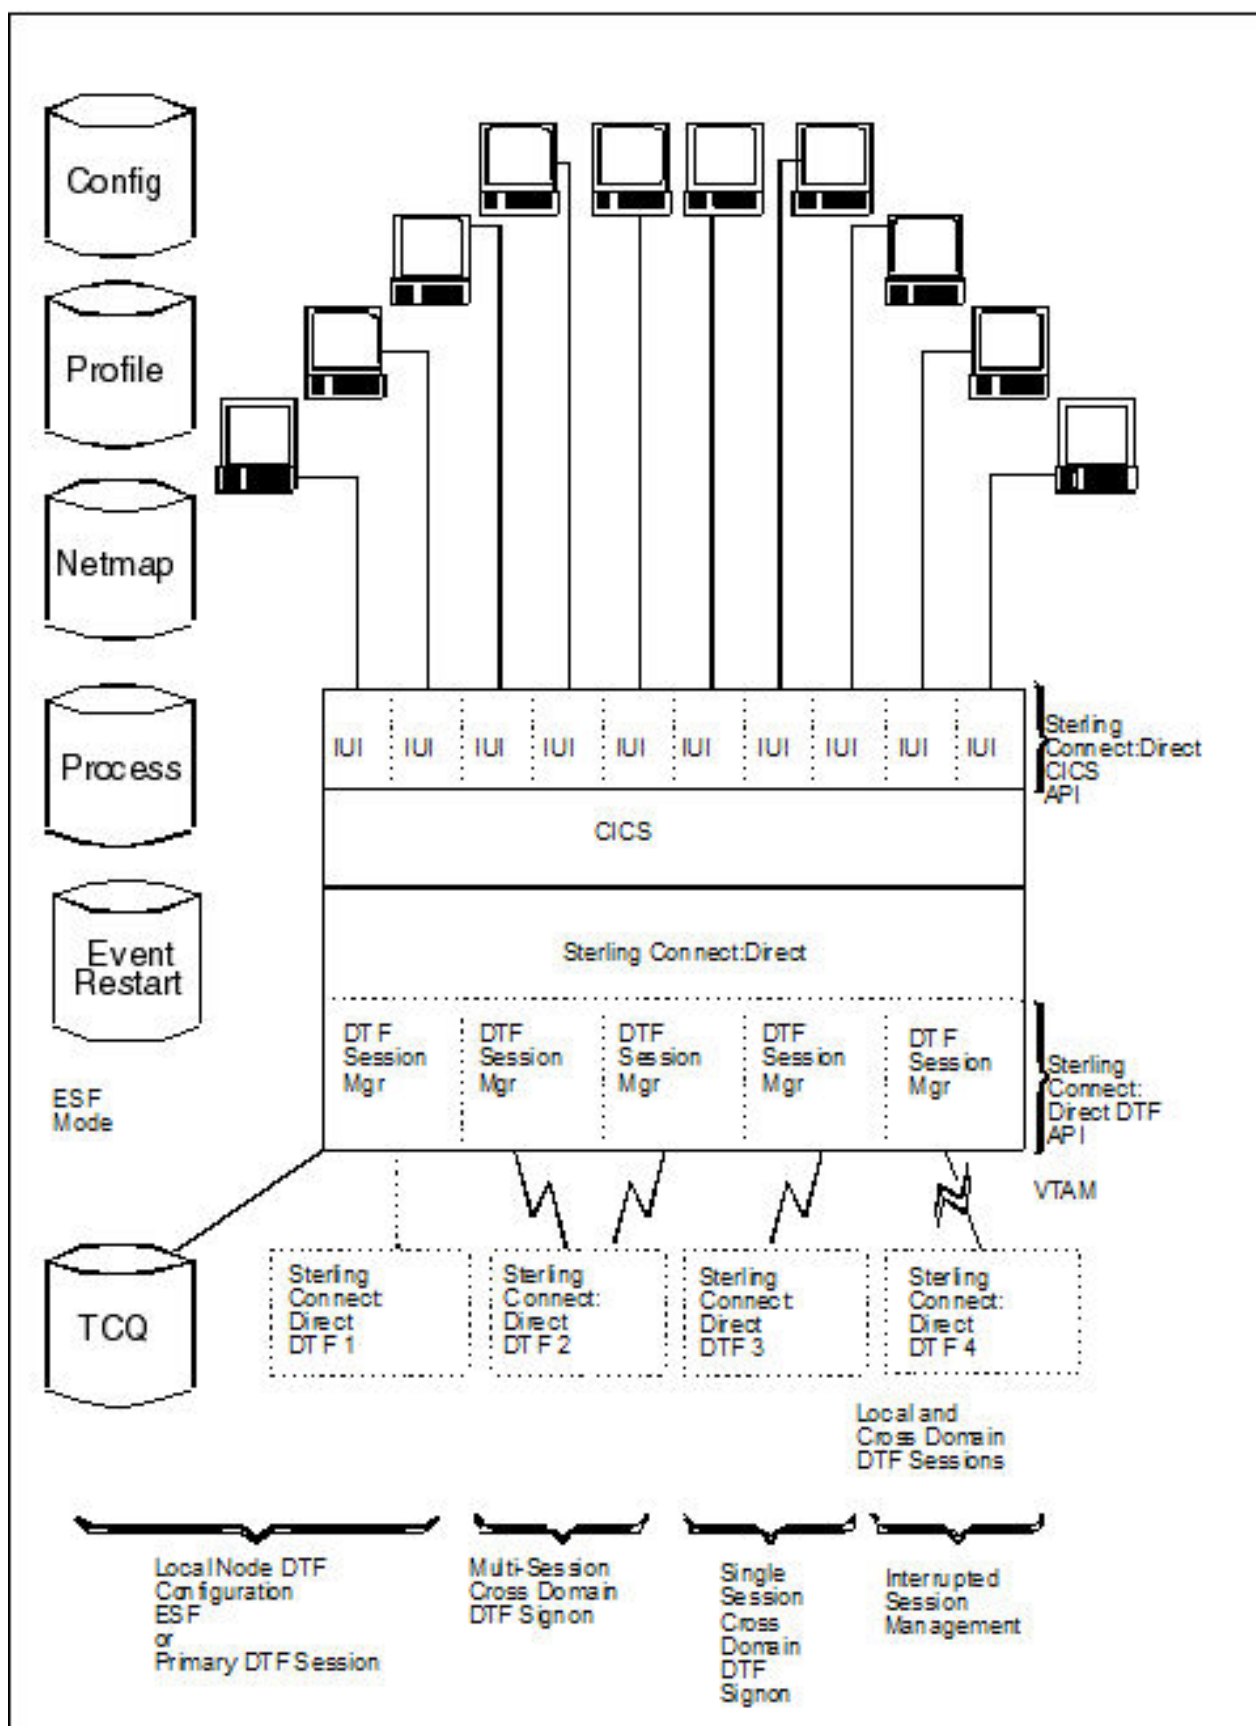 Config
Profile
Netmap
Process
Event
Restart
ESF
Mode
TCQ
IUI IUI IUI IUI IUI IUI IUI IUI IUI IUI
Sterling
Connect:Direct
CICS
API
CICS
Sterling Connect:Direct
DTF
Session
Mgr
DTF
Session
Mgr
DTF
Session
Mgr
DTF
Session
Mgr
DTF
Session
Mgr
Sterling
Connect:
Direct DTF
API
VTAM
Sterling
Connect:
Direct
DTF 1
Sterling
Connect:
Direct
DTF 2
Sterling
Connect:
Direct
DTF 3
Sterling
Connect:
Direct
DTF 4
Local and
Cross Domain
DTF Sessions
Local Node DTF
Configuration
ESF
or
Primary DTF Session
Multi-Session
Cross Domain
DTF Signon
Single
Session
Cross
Domain
DTF
Signon
Interrupted
Session
Management